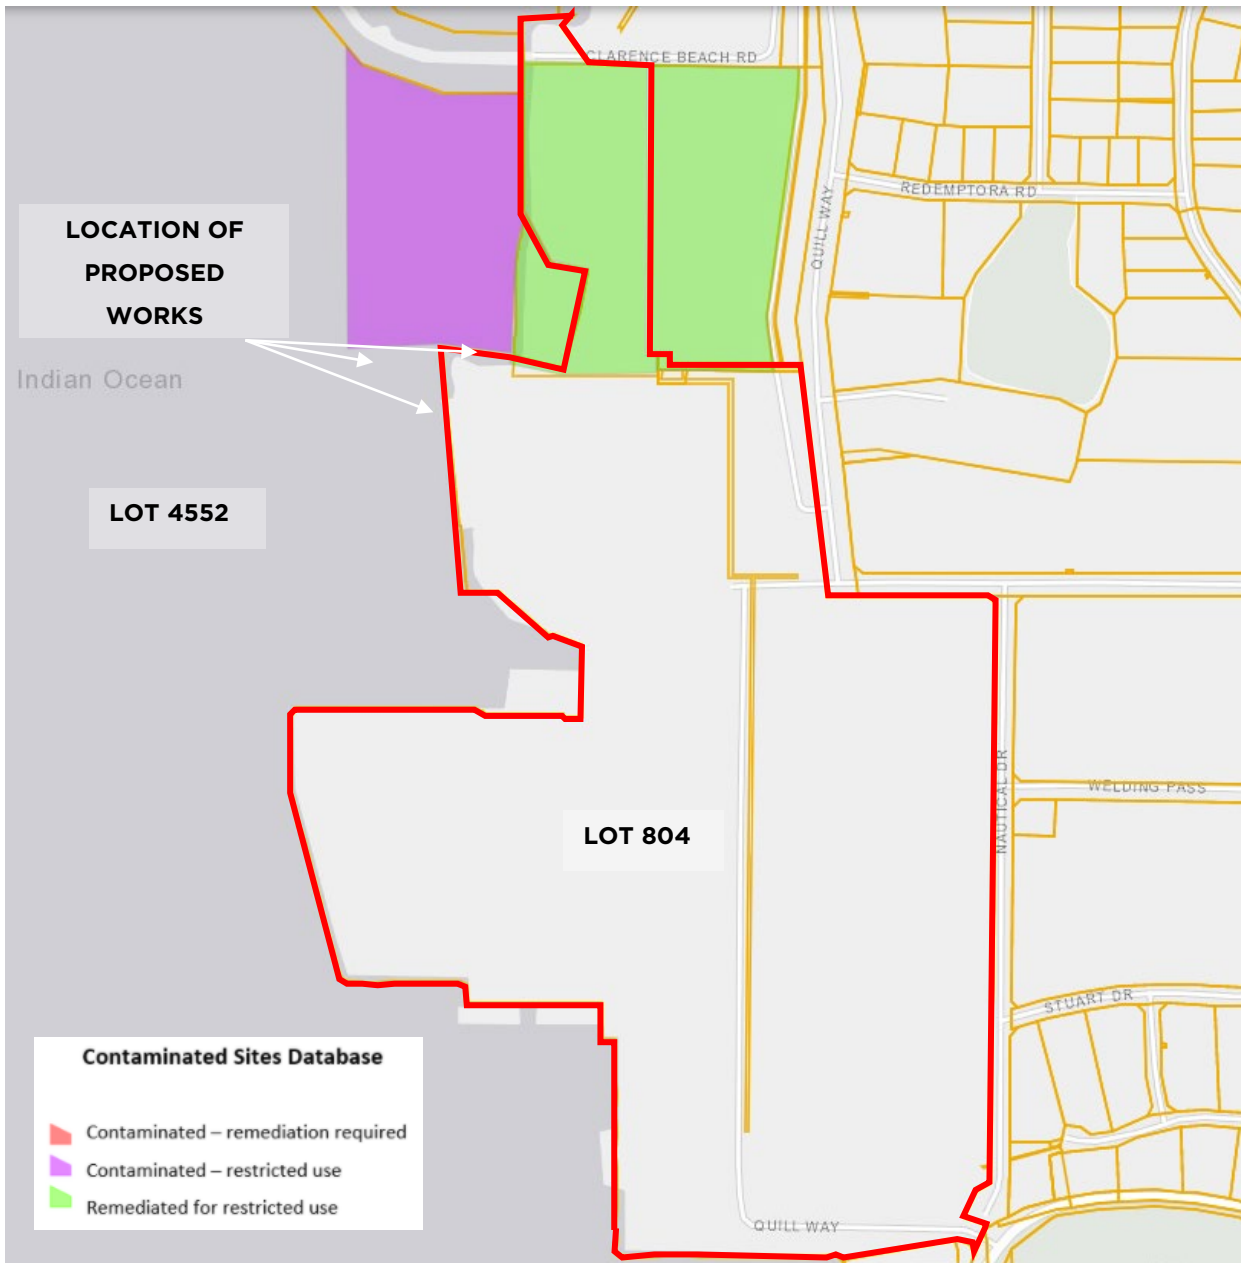 CLARENCE BEACH RD
REDEMPTORA RD
QUILL WAY
LOCATION OF
PROPOSED
WORKS
Indian Ocean
LOT 4552
NAUTICAL DR
WELDING PASS
LOT 804
STUART DR
Contaminated Sites Database
Contaminated – remediation required
Contaminated – restricted use
Remediated for restricted use
QUILL WAY